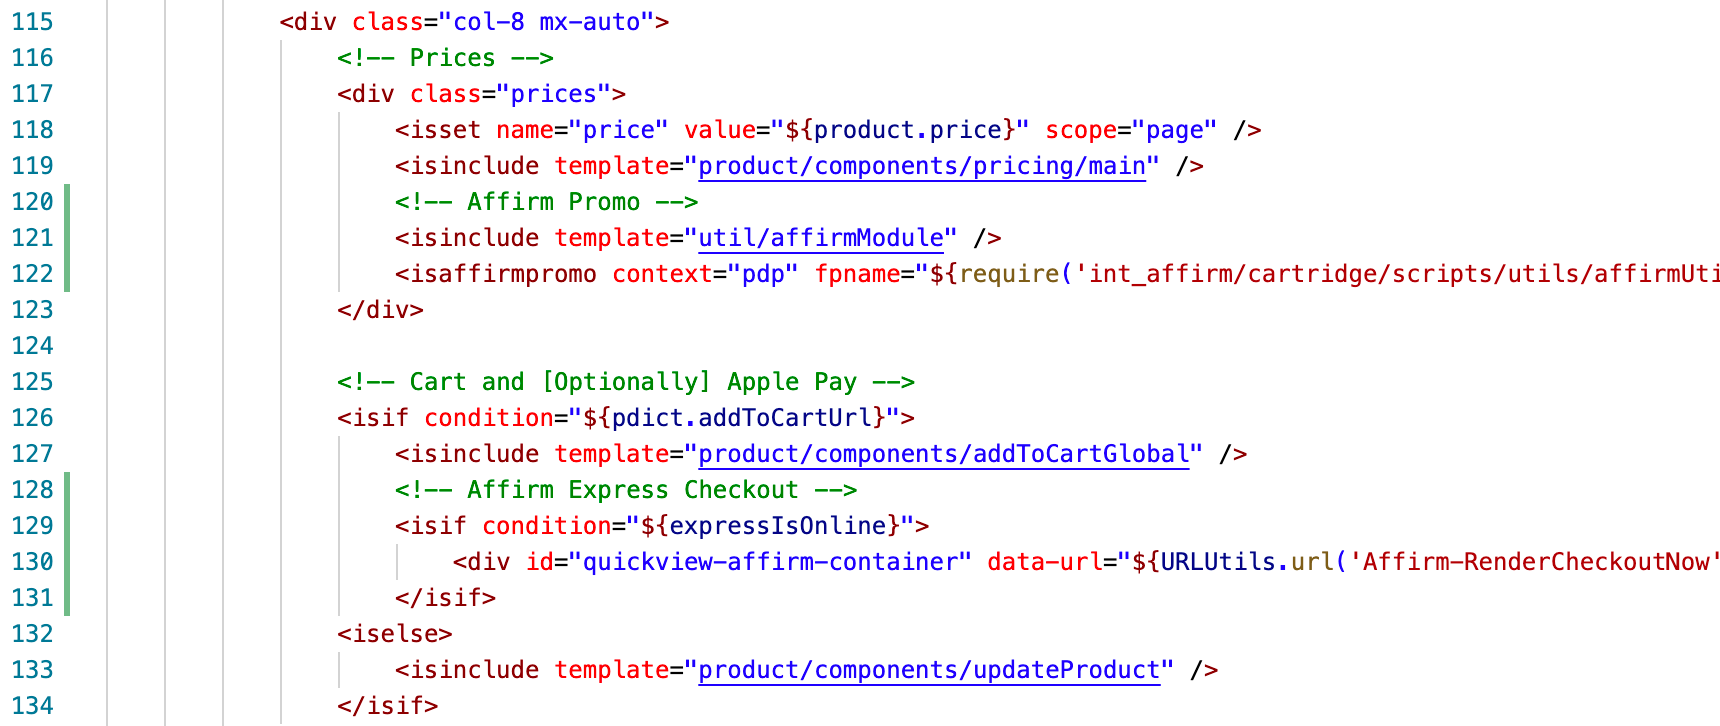 115 <div class="col-8 mx-auto">
116 <!-- Prices -->
117 <div class="prices">
118 <isset name="price" value="${product.price}" scope="page" />
119 <isinclude template="product/components/pricing/main" />
120 <!-- Affirm Promo -->
121 <isinclude template="util/affirmModule" />
122 <isaffirmpromo context="pdp" fpname="${require('int_affirm/cartridge/scripts/utils/affirmUti
123 </div>
124
125 <!-- Cart and [Optionally] Apple Pay -->
126 <isif condition="${pdict.addToCartUrl}">
127 <isinclude template="product/components/addToCartGlobal" />
128 <!-- Affirm Express Checkout -->
129 <isif condition="${expressIsOnline}">
130 <div id="quickview-affirm-container" data-url="${URLUtils.url('Affirm-RenderCheckoutNow'
131 </isif>
132 <iselse>
133 <isinclude template="product/components/updateProduct" />
134 </isif>